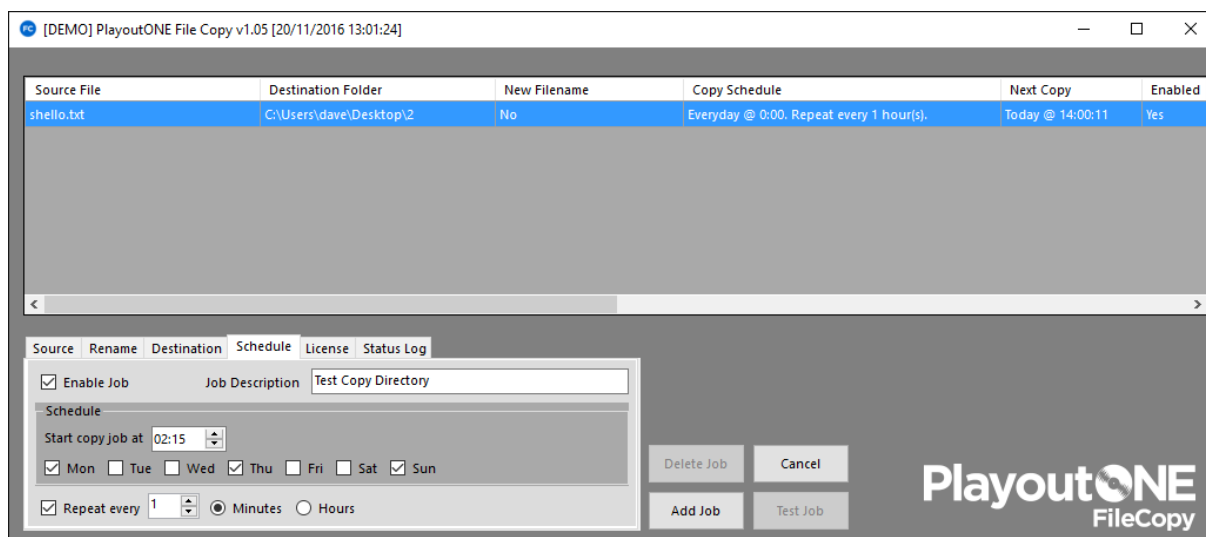 FC [DEMO] PlayoutONE File Copy v1.05 [20/11/2016 13:01:24]
Source File Destination Folder New Filename Copy Schedule Next Copy Enabled
shello.txt C:\Users\dave\Desktop\2 No Everyday @ 0:00. Repeat every 1 hour(s). Today @ 14:00:11 Yes
Source Rename Destination Schedule License Status Log
Enable Job Job Description Test Copy Directory
Schedule
Start copy job at 02:15
Mon Tue Wed Thu Fri Sat Sun
Repeat every 1 Minutes Hours
Delete Job Cancel
Add Job Test Job
PlayoutONE
FileCopy